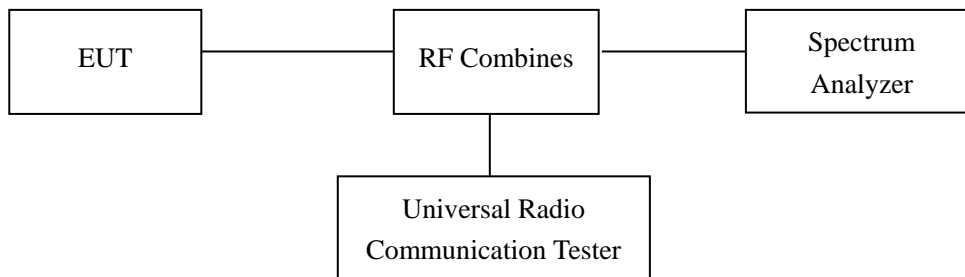 EUT
RF Combines
Spectrum
Analyzer
Universal Radio
Communication Tester